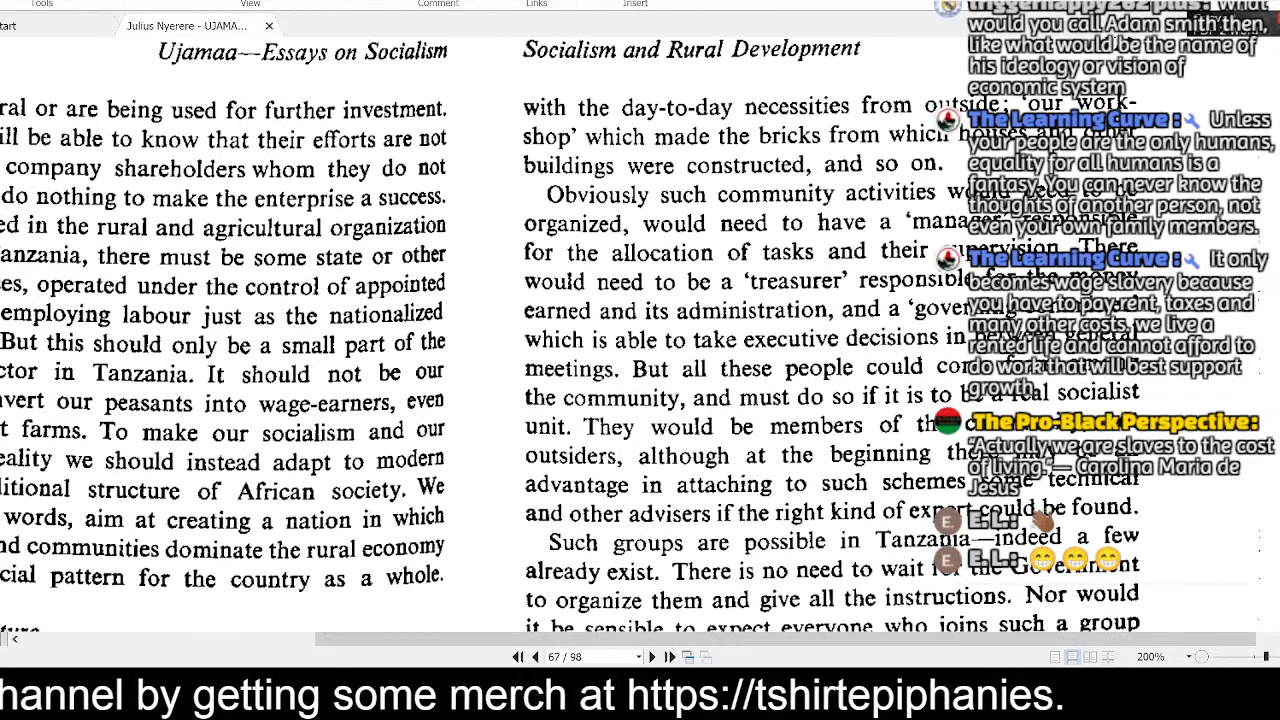 Tools
View
Comment
Links
Insert
tart
Julius Nyerere - UJAMA...
Ujamaa—Essays on Socialism
ral or are being used for further investment.
ill be able to know that their efforts are not
company shareholders whom they do not
do nothing to make the enterprise a success.
ed in the rural and agricultural organization
anzania, there must be some state or other
es, operated under the control of appointed
employing labour just as the nationalized
But this should only be a small part of the
ctor in Tanzania. It should not be our
nvert our peasants into wage-earners, even
t farms. To make our socialism and our
eality we should instead adapt to modern
ditional structure of African society. We
words, aim at creating a nation in which
nd communities dominate the rural economy
cial pattern for the country as a whole.
Socialism and Rural Development
with the day-to-day necessities from outside; 'our work-
shop' which made the bricks from which houses and other
buildings were constructed, and so on.
Obviously such community activities
organized, would need to have a 'manager' responsible
for the allocation of tasks and their supervision. There
would need to be a 'treasurer' responsible for the money
earned and its administration, and a
which is able to take executive decisions in between general
meetings. But all these people could
the community, and must do so if it is to be a real socialist
unit. They would be members of
outsiders, although at the beginning
advantage in attaching to such schemes some technical
and other advisers if the right kind of expert could be found.
Such groups are possible in Tanzania—indeed a few
already exist. There is no need to wait for the Government
to organize them and give all the instructions. Nor would
it be sensible to expect everyone who joins such a group
triggerhappy262 plus: What
would you call Adam smith then,
like what would be the name of
his ideology or vision of
economic system
The Learning Curve: Unless
your people are the only humans,
equality for all humans is a
fantasy. You can never know the
thoughts of another person, not
even your own family members.
The Learning Curve: It only
becomes wage slavery because
you have to pay rent, taxes and
many other costs, we live a
rented life and cannot afford to
do work that will best support
growth.
The Pro-Black Perspective:
"Actually we are slaves to the cost
of living."— Carolina Maria de
Jesus
E. L.: 👏🏾
E. L.: 😁😁😁
67 / 98
200%
hannel by getting some merch at https://tshirtepiphanies.